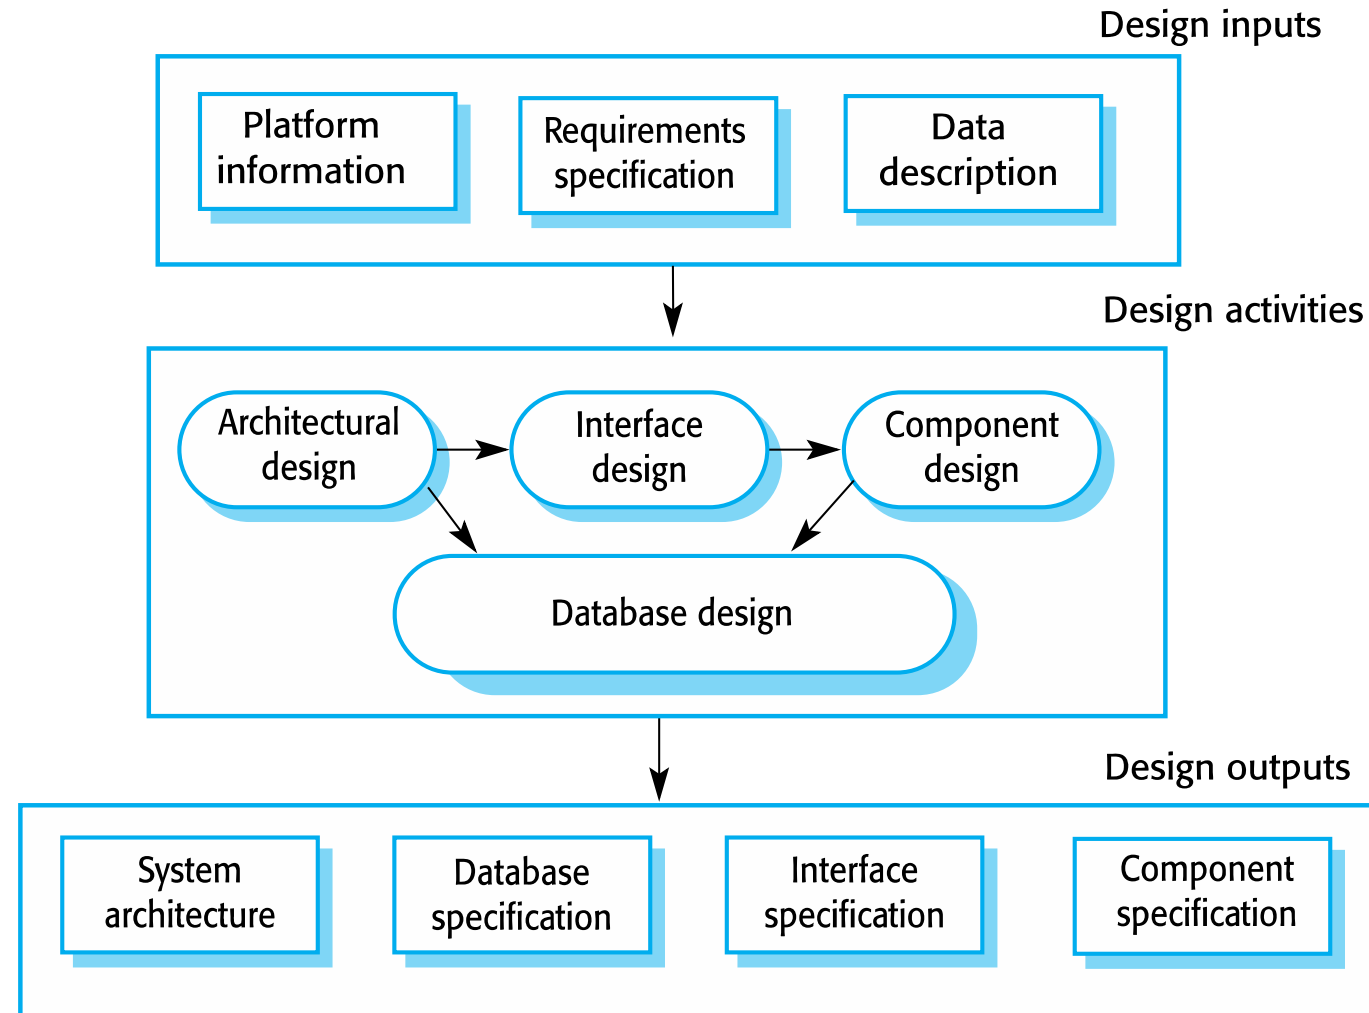 Design inputs
Platform
information
Requirements
specification
Data
description
Design activities
Architectural
design
Interface
design
Component
design
Database design
Design outputs
System
architecture
Database
specification
Interface
specification
Component
specification